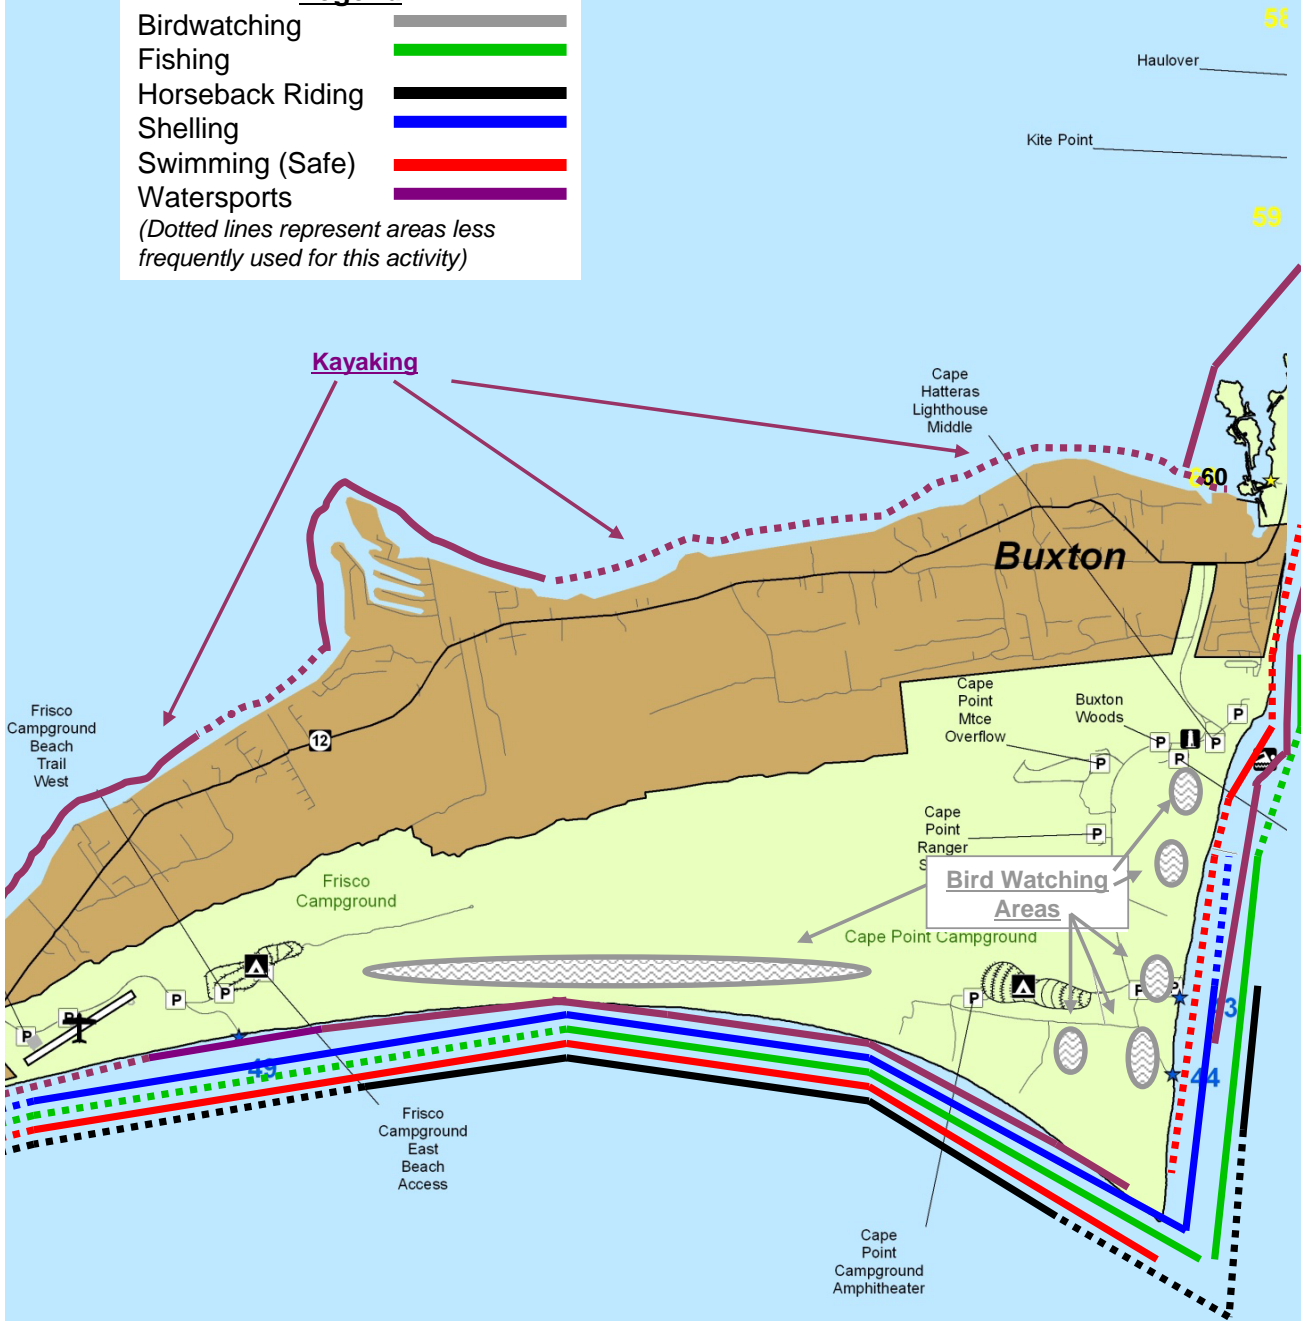 Birdwatching
Fishing
Horseback Riding
Shelling
Swimming (Safe)
Watersports
(Dotted lines represent areas less
frequently used for this activity)
58
Haulover
Kite Point
59
Kayaking
Cape
Hatteras
Lighthouse
Middle
60
Buxton
Frisco
Campground
Beach
Trail
West
12
Cape
Point
Mtce
Overflow
Buxton
Woods
P
P
P
P
P
Cape
Point
Ranger
P
Bird Watching
Areas
Frisco
Campground
Cape Point Campground
P
P
P
P
P
P
49
44
Frisco
Campground
East
Beach
Access
Cape
Point
Campground
Amphitheater